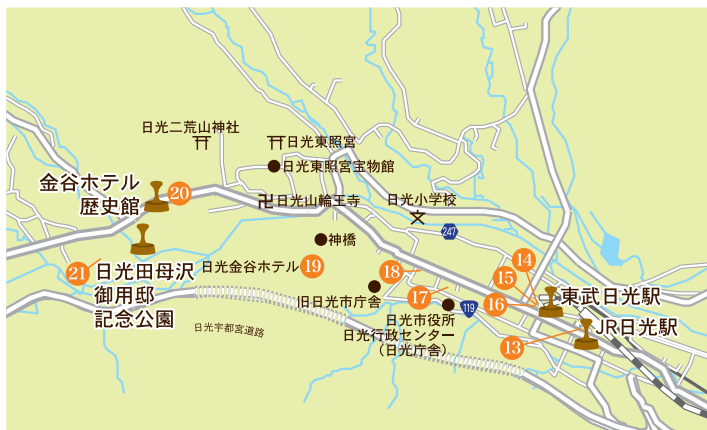 日光二荒山神社
日光東照宮
日光東照宮宝物館
金谷ホテル
歴史館
20
日光山輪王寺
日光小学校
247
神橋
21
日光田母沢
御用邸
記念公園
日光金谷ホテル 19
18
14
15
17
16
旧日光市庁舎
119
東武日光駅
日光市役所
日光行政センター
（日光庁舎）
13
JR日光駅
日光宇都宮道路